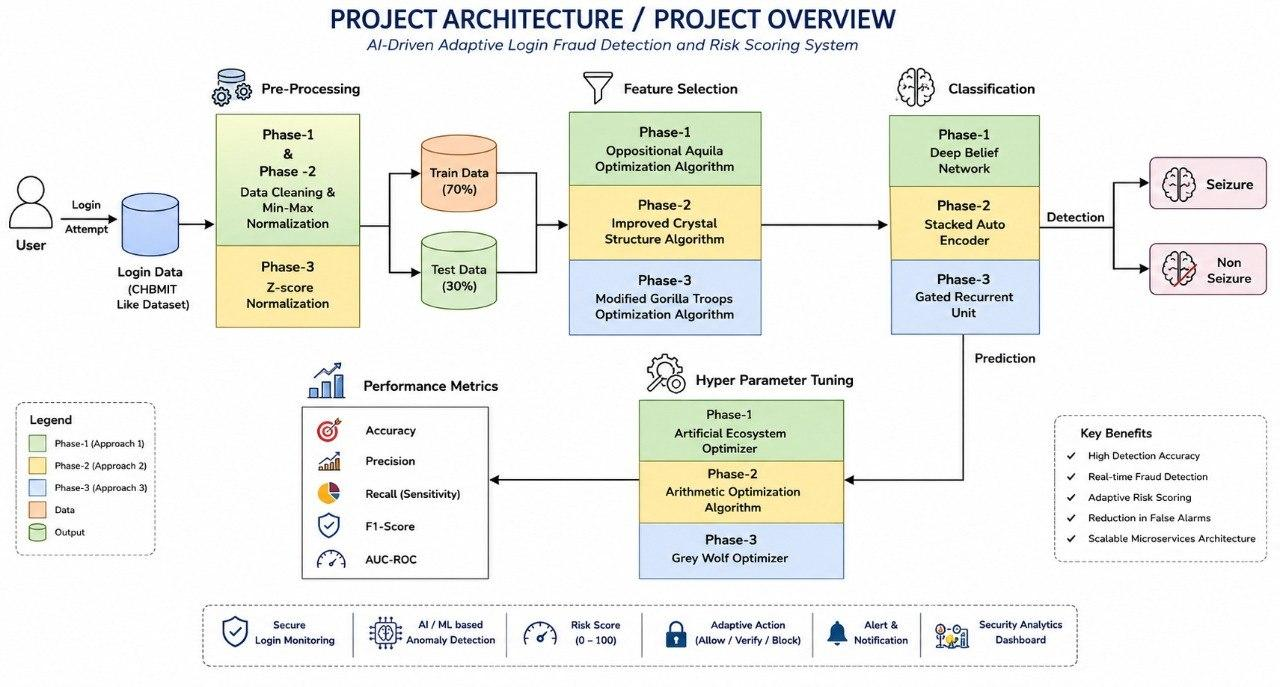 PROJECT ARCHITECTURE / PROJECT OVERVIEW
AI-Driven Adaptive Login Fraud Detection and Risk Scoring System
User
Login
Attempt
Login Data
(CHBMIT
Like Dataset)
Pre-Processing
Phase-1
&
Phase -2
Data Cleaning &
Min-Max
Normalization
Phase-3
Z-score
Normalization
Train Data
(70%)
Test Data
(30%)
Feature Selection
Phase-1
Oppositional Aquila
Optimization Algorithm
Phase-2
Improved Crystal
Structure Algorithm
Phase-3
Modified Gorilla Troops
Optimization Algorithm
Classification
Phase-1
Deep Belief
Network
Phase-2
Stacked Auto
Encoder
Phase-3
Gated Recurrent
Unit
Detection
Seizure
Non
Seizure
Prediction
Hyper Parameter Tuning
Phase-1
Artificial Ecosystem
Optimizer
Phase-2
Arithmetic Optimization
Algorithm
Phase-3
Grey Wolf Optimizer
Performance Metrics
Accuracy
Precision
Recall (Sensitivity)
F1-Score
AUC-ROC
Legend
Phase-1 (Approach 1)
Phase-2 (Approach 2)
Phase-3 (Approach 3)
Data
Output
Key Benefits
✓ High Detection Accuracy
✓ Real-time Fraud Detection
✓ Adaptive Risk Scoring
✓ Reduction in False Alarms
✓ Scalable Microservices Architecture
Secure
Login Monitoring
AI / ML based
Anomaly Detection
Risk Score
(0 – 100)
Adaptive Action
(Allow / Verify / Block)
Alert &
Notification
Security Analytics
Dashboard